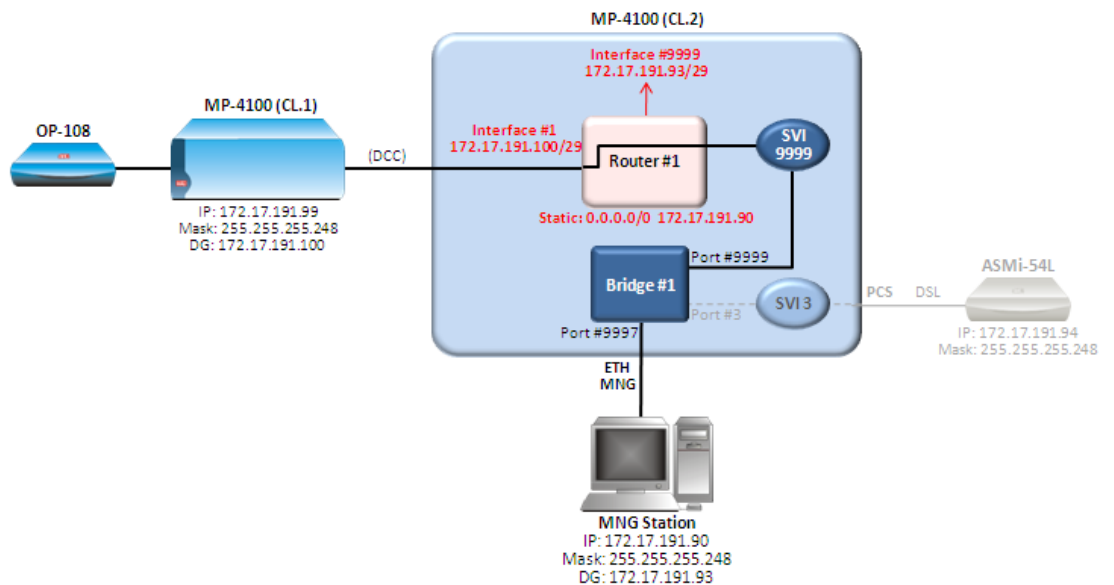 MP-4100 (CL.2)
Interface #9999
172.17.191.93/29
MP-4100 (CL.1)
OP-108
Interface #1
172.17.191.100/29
(DCC)
Router #1
SVI
9999
IP: 172.17.191.99
Mask: 255.255.255.248
DG: 172.17.191.100
Static: 0.0.0.0/0 172.17.191.90
Port #9999
Bridge #1
ASMi-54L
SVI 3
PCS
DSL
Port #3
Port #9997
IP: 172.17.191.94
Mask: 255.255.255.248
ETH
MNG
MNG Station
IP: 172.17.191.90
Mask: 255.255.255.248
DG: 172.17.191.93